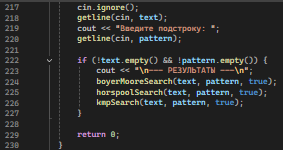 217 cin.ignore();
218 getline(cin, text);
219 cout << "Введите подстроку: ";
220 getline(cin, pattern);
221
222 if (!text.empty() && !pattern.empty()) {
223 cout << "\n--- РЕЗУЛЬТАТЫ ---\n";
224 boyerMooreSearch(text, pattern, true);
225 horspoolSearch(text, pattern, true);
226 kmpSearch(text, pattern, true);
227 }
228
229 return 0;
230